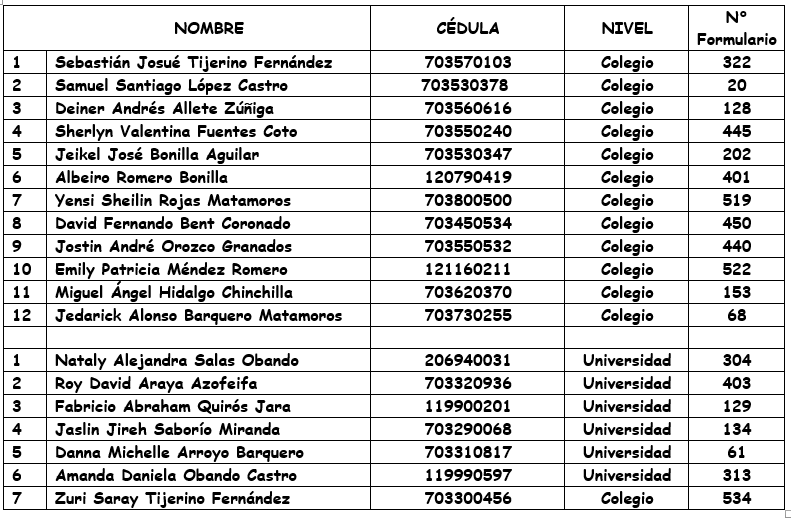 NOMBRE CÉDULA NIVEL N° Formulario
1 Sebastián Josué Tijerino Fernández 703570103 Colegio 322
2 Samuel Santiago López Castro 703530378 Colegio 20
3 Deiner Andrés Allete Zúñiga 703560616 Colegio 128
4 Sherlyn Valentina Fuentes Coto 703550240 Colegio 445
5 Jeikel José Bonilla Aguilar 703530347 Colegio 202
6 Albeiro Romero Bonilla 120790419 Colegio 401
7 Yensi Sheilin Rojas Matamoros 703800500 Colegio 519
8 David Fernando Bent Coronado 703450534 Colegio 450
9 Jostin André Orozco Granados 703550532 Colegio 440
10 Emily Patricia Méndez Romero 121160211 Colegio 522
11 Miguel Ángel Hidalgo Chinchilla 703620370 Colegio 153
12 Jedarick Alonso Barquero Matamoros 703730255 Colegio 68
1 Nataly Alejandra Salas Obando 206940031 Universidad 304
2 Roy David Araya Azofeifa 703320936 Universidad 403
3 Fabricio Abraham Quirós Jara 119900201 Universidad 129
4 Jaslin Jireh Saborío Miranda 703290068 Universidad 134
5 Danna Michelle Arroyo Barquero 703310817 Universidad 61
6 Amanda Daniela Obando Castro 119990597 Universidad 313
7 Zuri Saray Tijerino Fernández 703300456 Colegio 534